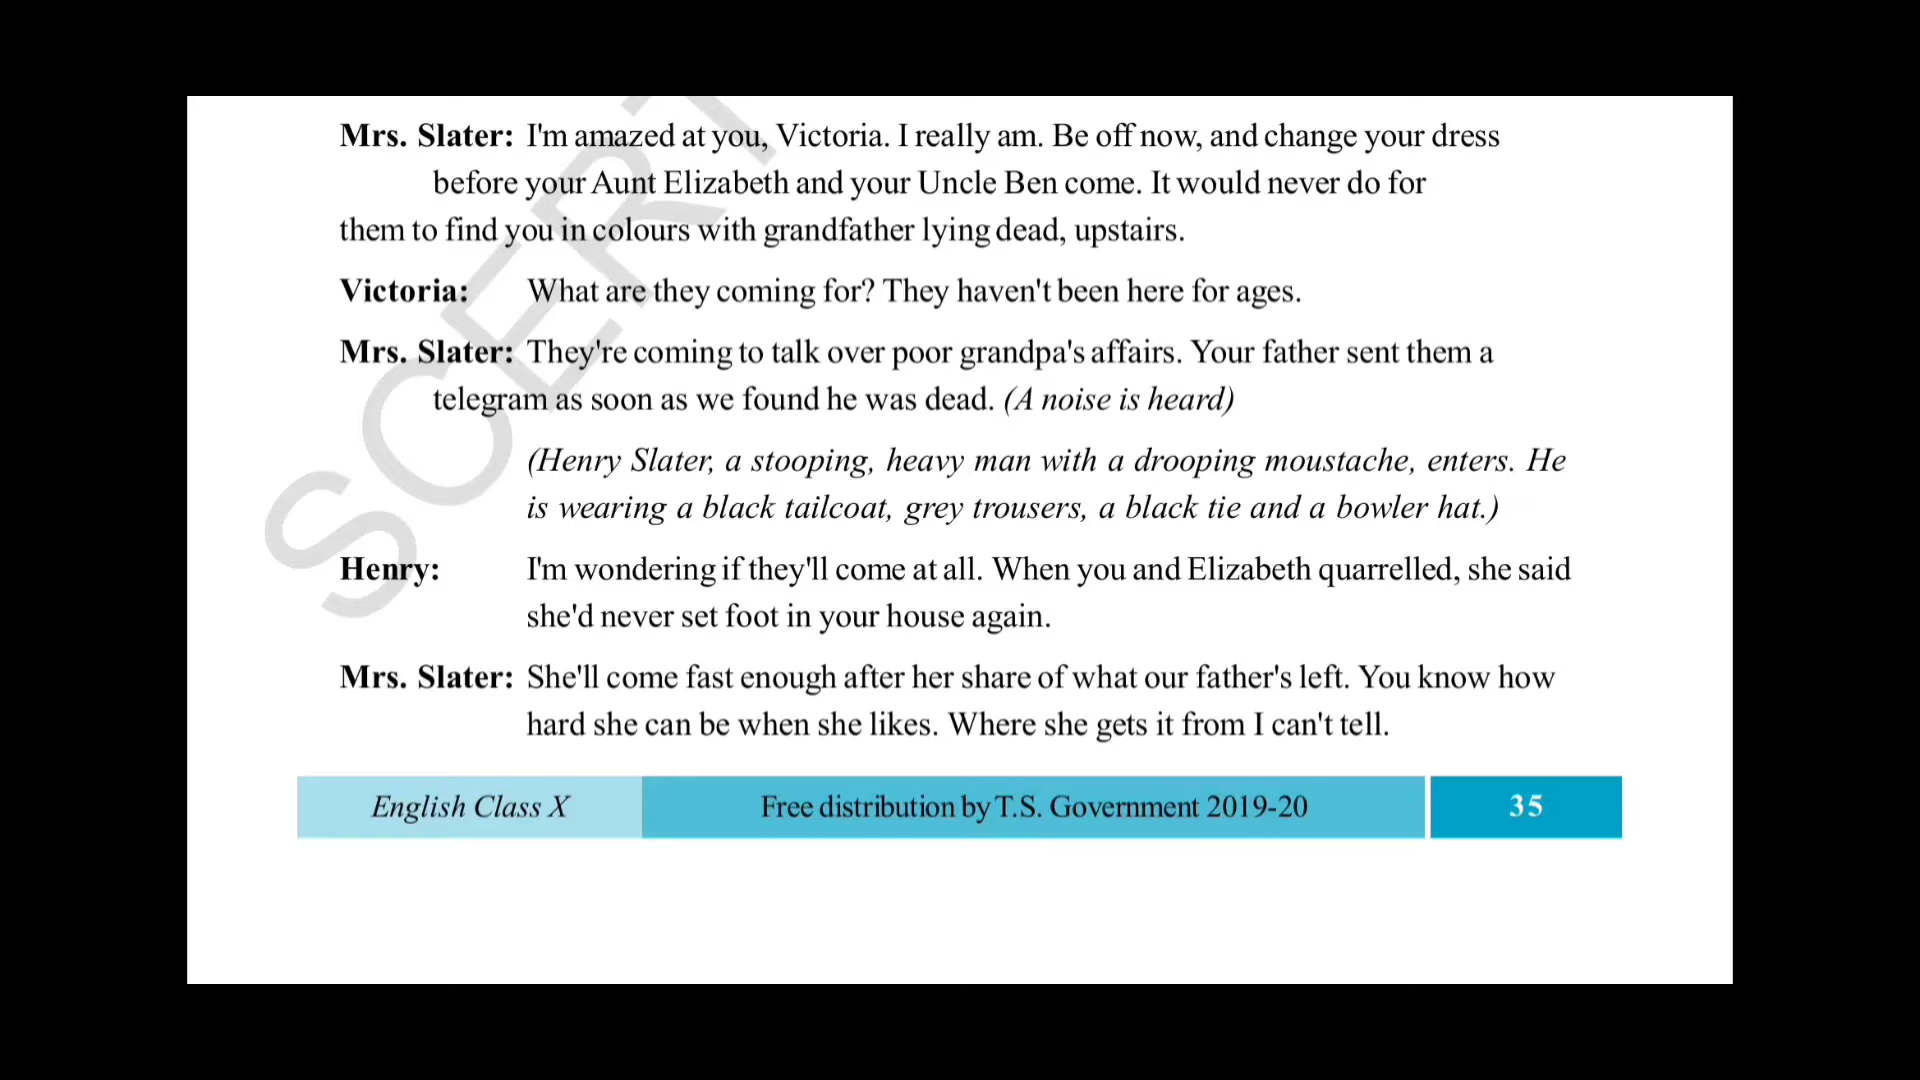 Mrs. Slater: I'm amazed at you, Victoria. I really am. Be off now, and change your dress
before your Aunt Elizabeth and your Uncle Ben come. It would never do for
them to find you in colours with grandfather lying dead, upstairs.
Victoria: What are they coming for? They haven't been here for ages.
Mrs. Slater: They're coming to talk over poor grandpa's affairs. Your father sent them a
telegram as soon as we found he was dead. (A noise is heard)
(Henry Slater, a stooping, heavy man with a drooping moustache, enters. He
is wearing a black tailcoat, grey trousers, a black tie and a bowler hat.)
Henry: I'm wondering if they'll come at all. When you and Elizabeth quarrelled, she said
she'd never set foot in your house again.
Mrs. Slater: She'll come fast enough after her share of what our father's left. You know how
hard she can be when she likes. Where she gets it from I can't tell.
English Class X Free distribution by T.S. Government 2019-20 35
SCERT